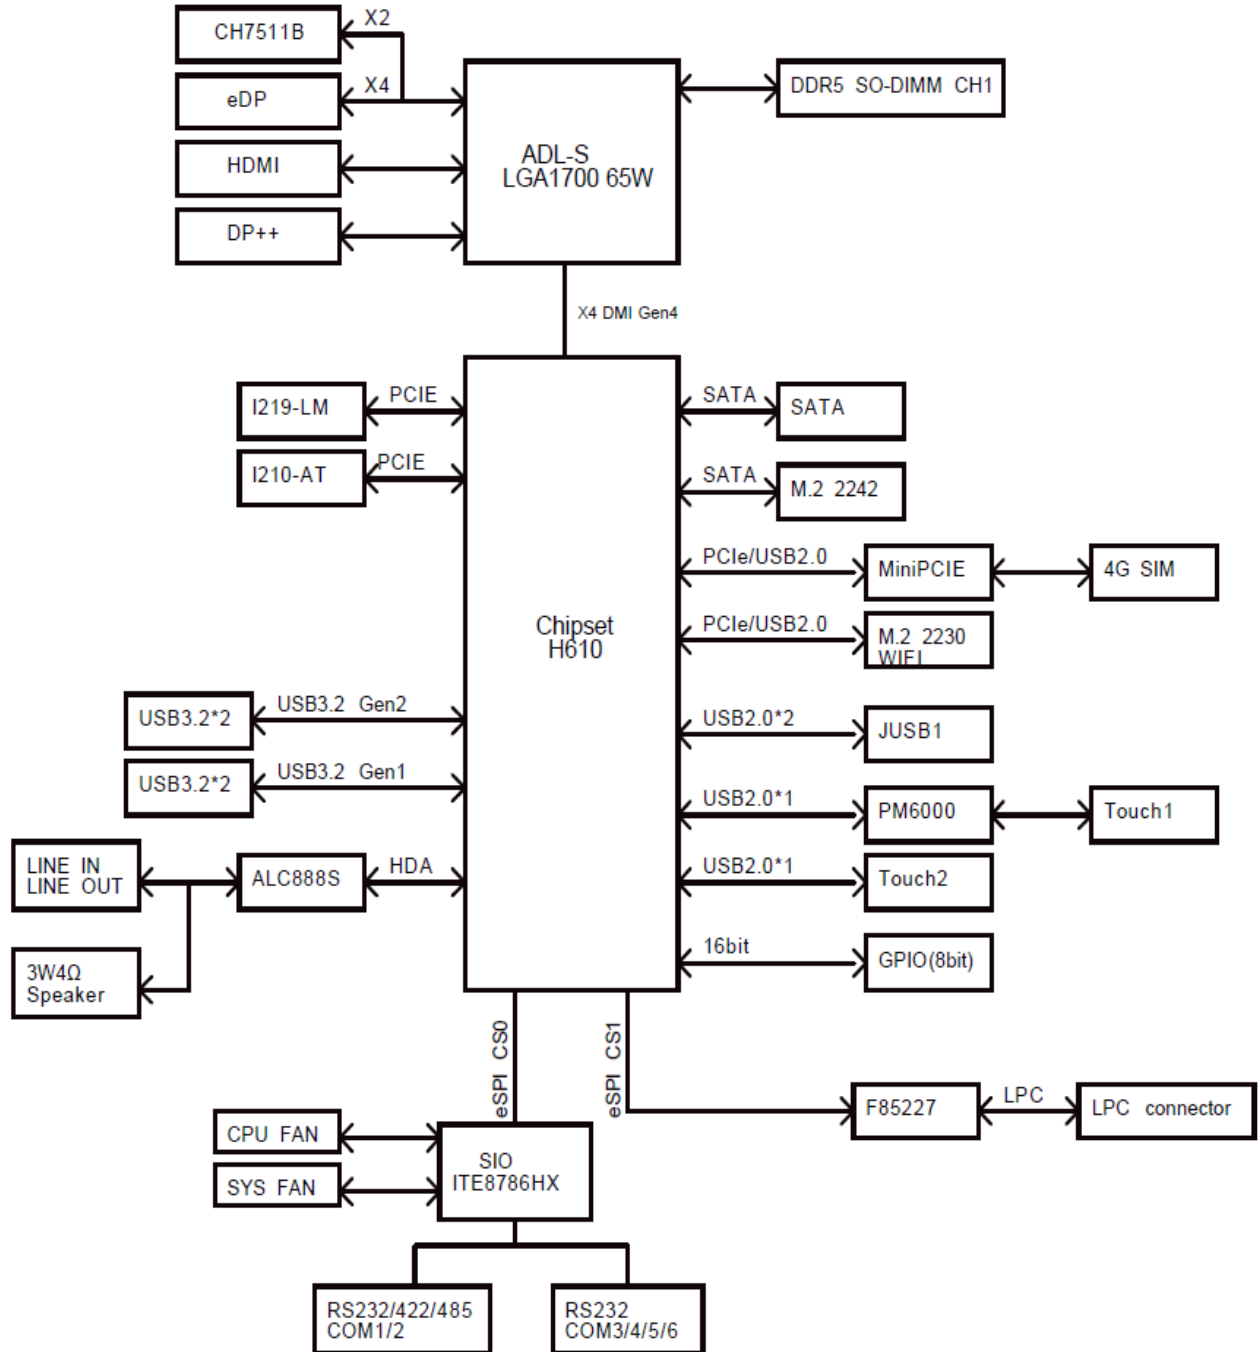 CH7511B
X2
eDP
X4
HDMI
DP++
ADL-S
LGA1700 65W
DDR5 SO-DIMM CH1
X4 DMI Gen4
I219-LM
PCIE
I210-AT
PCIE
Chipset
H610
SATA
SATA
SATA
M.2 2242
PCIe/USB2.0
MiniPCIE
4G SIM
PCIe/USB2.0
M.2 2230
WIFI
USB3.2*2
USB3.2 Gen2
USB2.0*2
JUSB1
USB3.2*2
USB3.2 Gen1
USB2.0*1
PM6000
Touch1
LINE IN
LINE OUT
ALC888S
HDA
USB2.0*1
Touch2
3W4Ω
Speaker
16bit
GPIO(8bit)
eSPI CS0
eSPI CS1
F85227
LPC
LPC connector
CPU FAN
SYS FAN
SIO
ITE8786HX
RS232/422/485
COM1/2
RS232
COM3/4/5/6